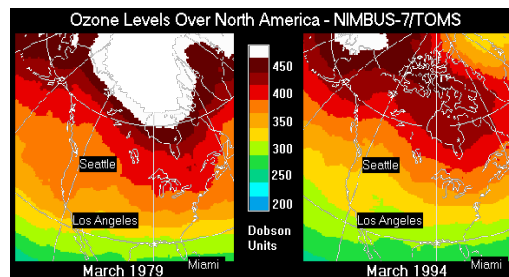 Ozone Levels Over North America - NIMBUS-7/TOMS
450
400
350
300
250
200
Dobson
Units
Seattle
Los Angeles
Miami
March 1979
Seattle
Los Angeles
Miami
March 1994